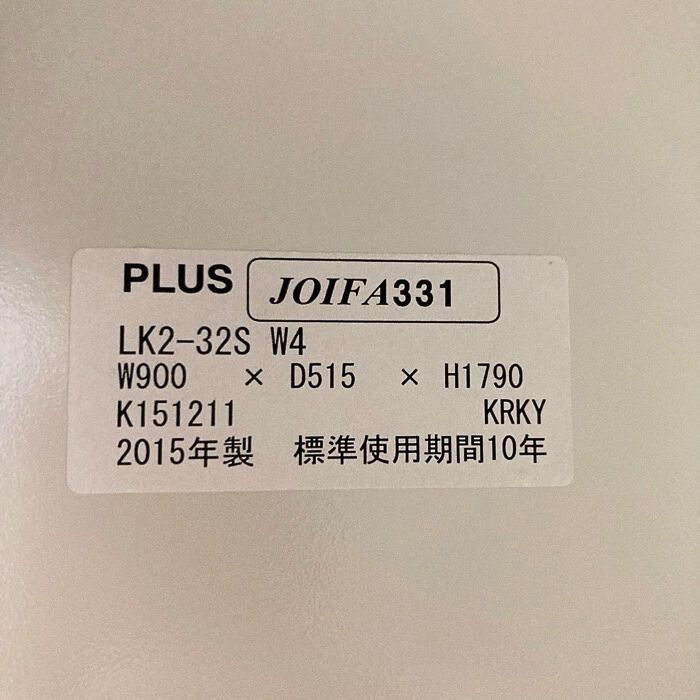 PLUS JOIFA331
LK2-32S W4
W900 × D515 × H1790
K151211 KRKY
2015年製 標準使用期間10年